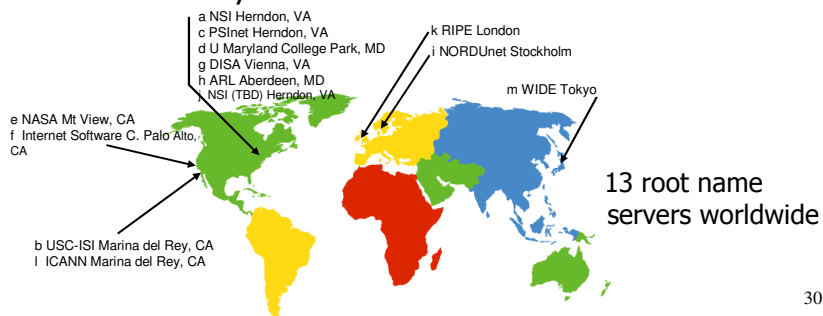 a NSI Herndon, VA
c PSInet Herndon, VA
d U Maryland College Park, MD
g DISA Vienna, VA
h ARL Aberdeen, MD
j NSI (TBD) Herndon, VA
k RIPE London
i NORDUnet Stockholm
m WIDE Tokyo
e NASA Mt View, CA
f Internet Software C. Palo Alto,
CA
b USC-ISI Marina del Rey, CA
l ICANN Marina del Rey, CA
13 root name
servers worldwide
30